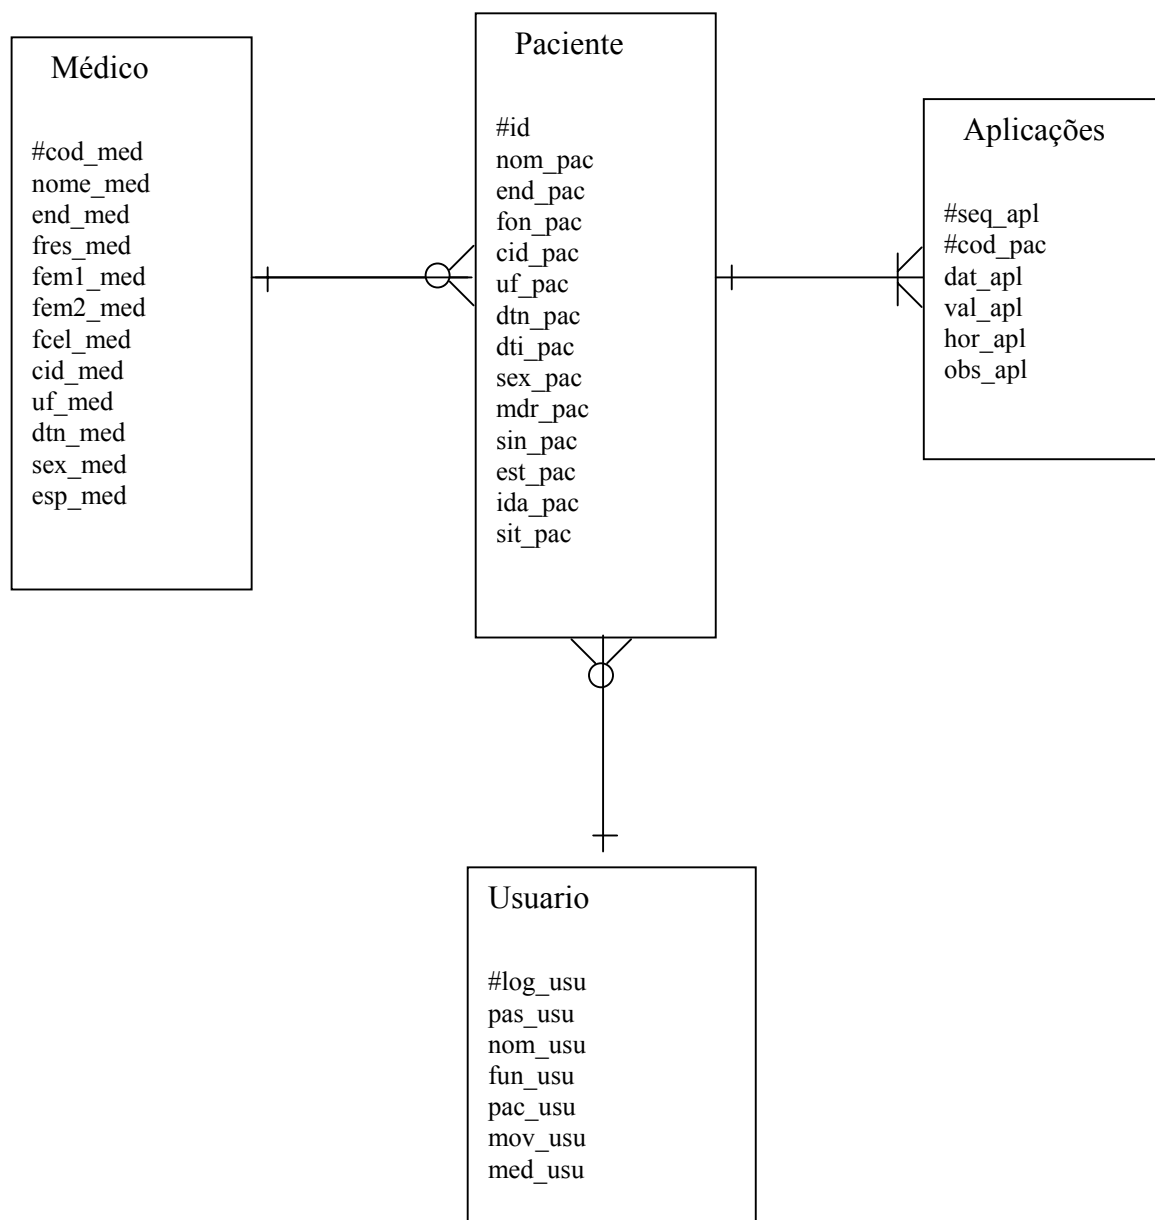 Médico
#cod_med
nome_med
end_med
fres_med
fem1_med
fem2_med
fcel_med
cid_med
uf_med
dtn_med
sex_med
esp_med
Paciente
#id
nom_pac
end_pac
fon_pac
cid_pac
uf_pac
dtn_pac
dti_pac
sex_pac
mdr_pac
sin_pac
est_pac
ida_pac
sit_pac
Aplicações
#seq_apl
#cod_pac
dat_apl
val_apl
hor_apl
obs_apl
Usuario
#log_usu
pas_usu
nom_usu
fun_usu
pac_usu
mov_usu
med_usu